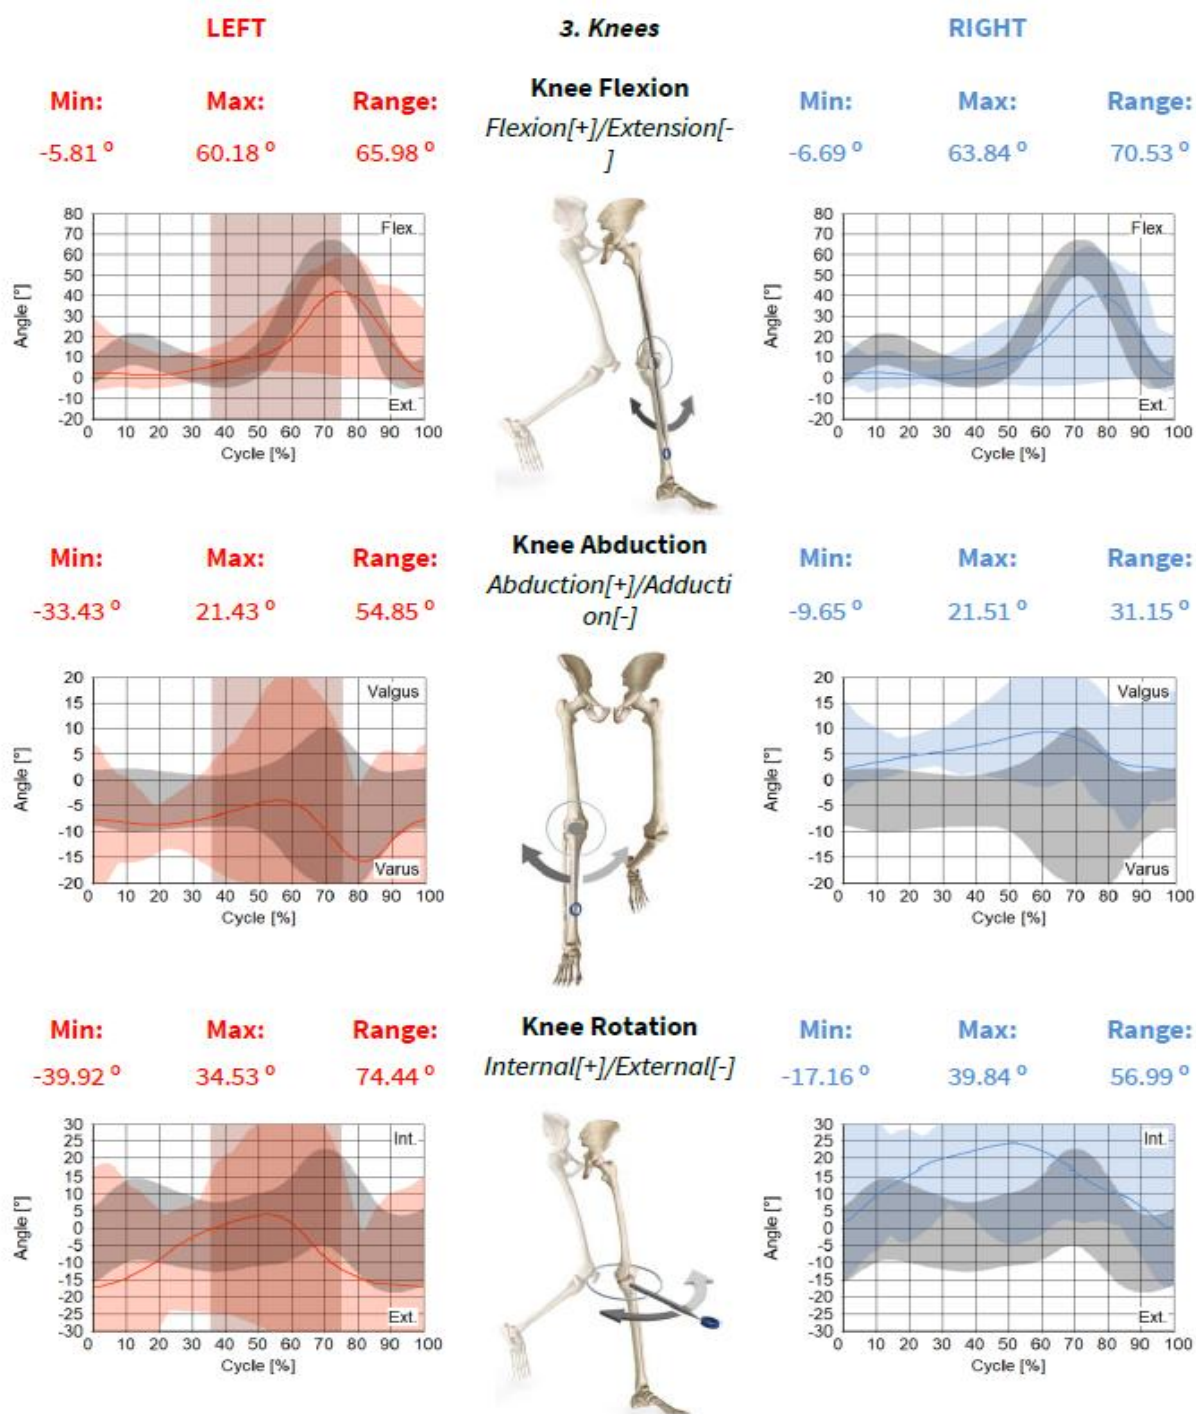 LEFT
3. Knees
RIGHT
Min: Max: Range:
-5.81 º 60.18 º 65.98 º
Knee Flexion
Flexion[+]/Extension[-
]
Min: Max: Range:
-6.69 º 63.84 º 70.53 º
80
70
60
50
40
30
20
10
0
-10
-20
Angle [°]
Flex.
Ext.
0 10 20 30 40 50 60 70 80 90 100
Cycle [%]
0
80
70
60
50
40
30
20
10
0
-10
-20
Angle [°]
Flex.
Ext.
0 10 20 30 40 50 60 70 80 90 100
Cycle [%]
Min: Max: Range:
-33.43 º 21.43 º 54.85 º
Knee Abduction
Abduction[+]/Adducti
on[-]
Min: Max: Range:
-9.65 º 21.51 º 31.15 º
20
15
10
5
0
-5
-10
-15
-20
Angle [°]
Valgus
Varus
0 10 20 30 40 50 60 70 80 90 100
Cycle [%]
0
20
15
10
5
0
-5
-10
-15
-20
Angle [°]
Valgus
Varus
0 10 20 30 40 50 60 70 80 90 100
Cycle [%]
Min: Max: Range:
-39.92 º 34.53 º 74.44 º
Knee Rotation
Internal[+]/External[-]
Min: Max: Range:
-17.16 º 39.84 º 56.99 º
30
25
20
15
10
5
0
-5
-10
-15
-20
-25
-30
Angle [°]
Int.
Ext.
0 10 20 30 40 50 60 70 80 90 100
Cycle [%]
0
30
25
20
15
10
5
0
-5
-10
-15
-20
-25
-30
Angle [°]
Int.
Ext.
0 10 20 30 40 50 60 70 80 90 100
Cycle [%]